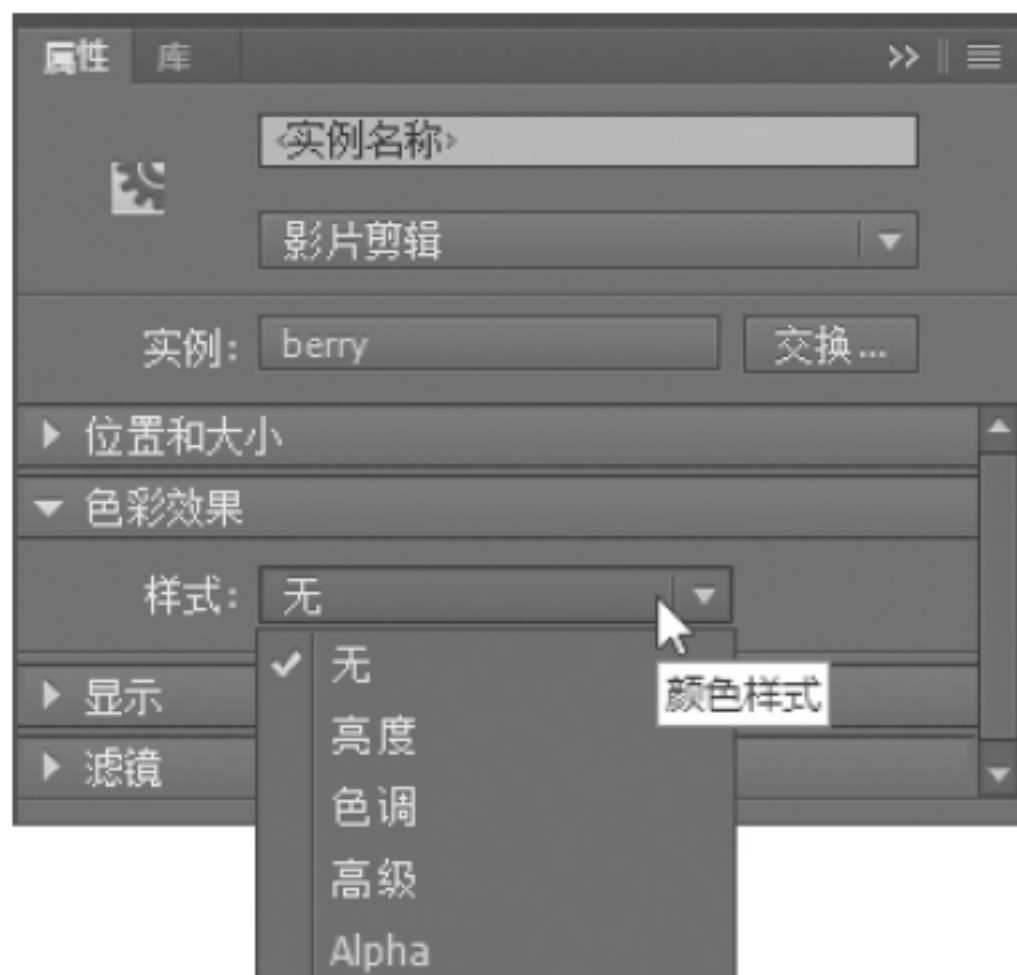 属性 库
<实例名称>
影片剪辑
实例: berry 交换...
位置和大小
色彩效果
样式: 无
无
颜色样式
显示
亮度
滤镜
色调
高级
Alpha